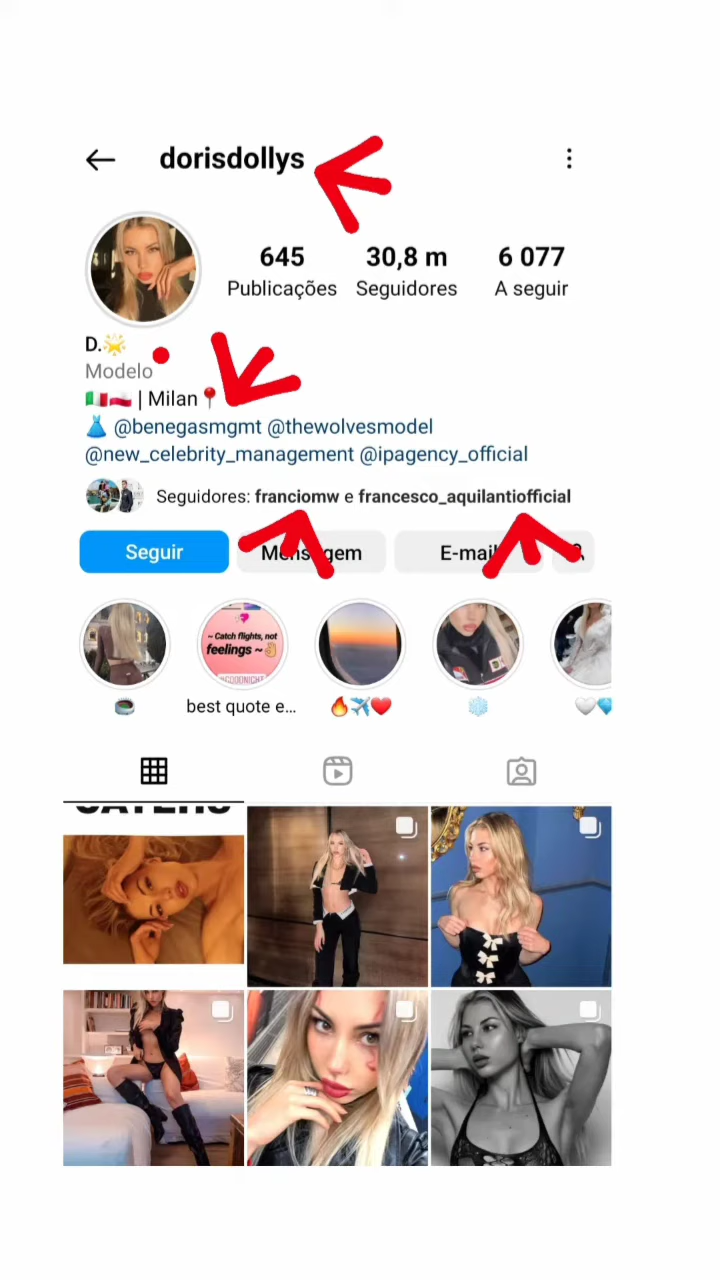 dorisdollys
645 30,8 m 6 077
Publicações Seguidores A seguir
D.🌟
Modelo
🇮🇹🇵🇱 | Milan📍
👗 @benegasmgmt @thewolvesmodel
@new_celebrity_management @ipagency_official
Seguidores: franciomw e francesco_aquilantiofficial
Seguir Mensagem E-mail
~ Catch flights, not
feelings ~👌
GOODNIGHT
best quote e... 🔥✈️❤️ ❄️ 🤍💙